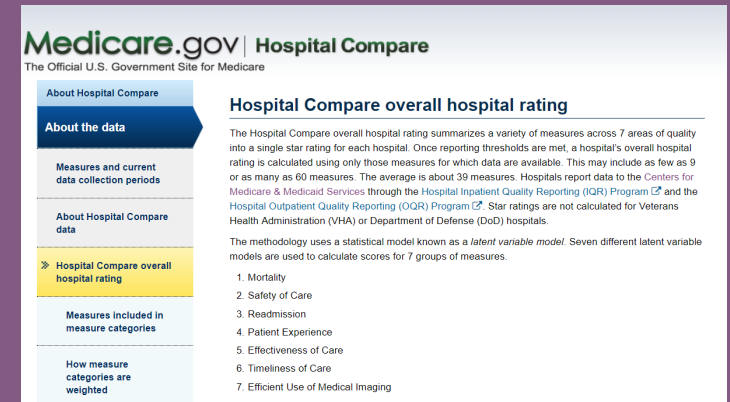 Medicare.gov | Hospital Compare
The Official U.S. Government Site for Medicare
About Hospital Compare
About the data
Measures and current
data collection periods
About Hospital Compare
data
» Hospital Compare overall
hospital rating
Measures included in
measure categories
How measure
categories are
weighted
Hospital Compare overall hospital rating
The Hospital Compare overall hospital rating summarizes a variety of measures across 7 areas of quality
into a single star rating for each hospital. Once reporting thresholds are met, a hospital's overall hospital
rating is calculated using only those measures for which data are available. This may include as few as 9
or as many as 60 measures. The average is about 39 measures. Hospitals report data to the Centers for
Medicare & Medicaid Services through the Hospital Inpatient Quality Reporting (IQR) Program and the
Hospital Outpatient Quality Reporting (OQR) Program. Star ratings are not calculated for Veterans
Health Administration (VHA) or Department of Defense (DoD) hospitals.
The methodology uses a statistical model known as a latent variable model. Seven different latent variable
models are used to calculate scores for 7 groups of measures.
1. Mortality
2. Safety of Care
3. Readmission
4. Patient Experience
5. Effectiveness of Care
6. Timeliness of Care
7. Efficient Use of Medical Imaging